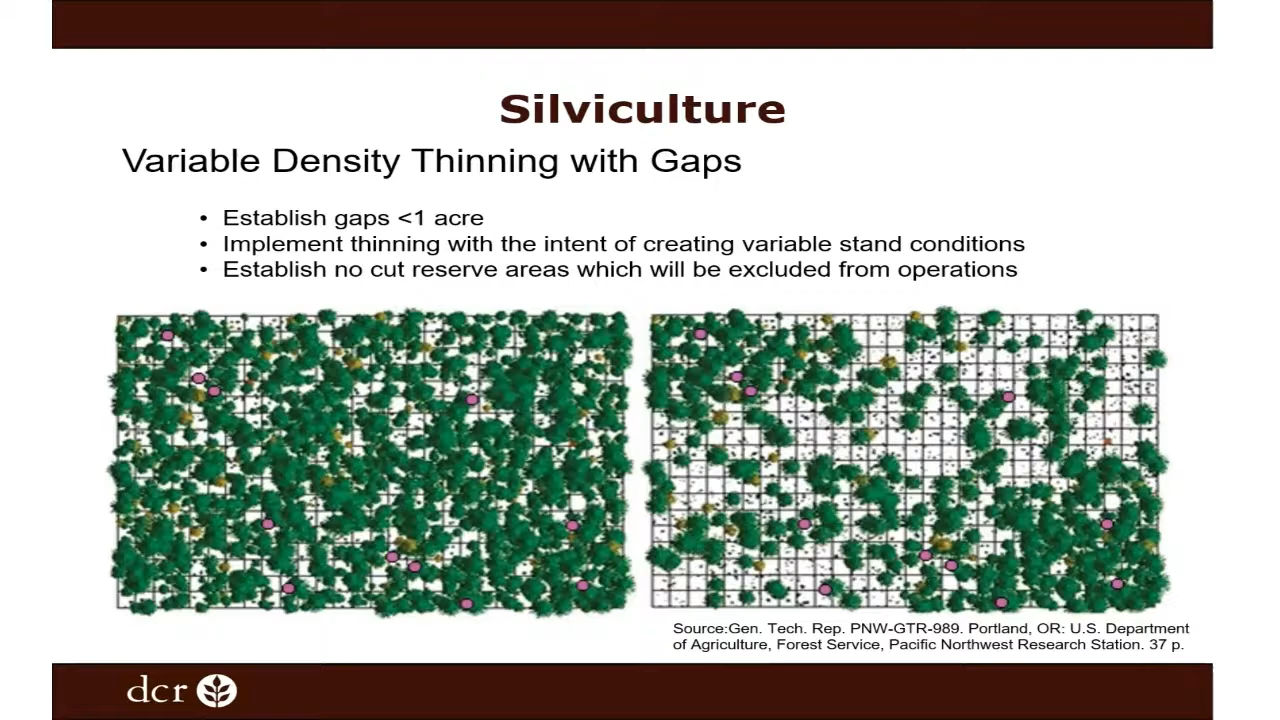 Silviculture
Variable Density Thinning with Gaps
• Establish gaps <1 acre
• Implement thinning with the intent of creating variable stand conditions
• Establish no cut reserve areas which will be excluded from operations
Source:Gen. Tech. Rep. PNW-GTR-989. Portland, OR: U.S. Department
of Agriculture, Forest Service, Pacific Northwest Research Station. 37 p.
dcr